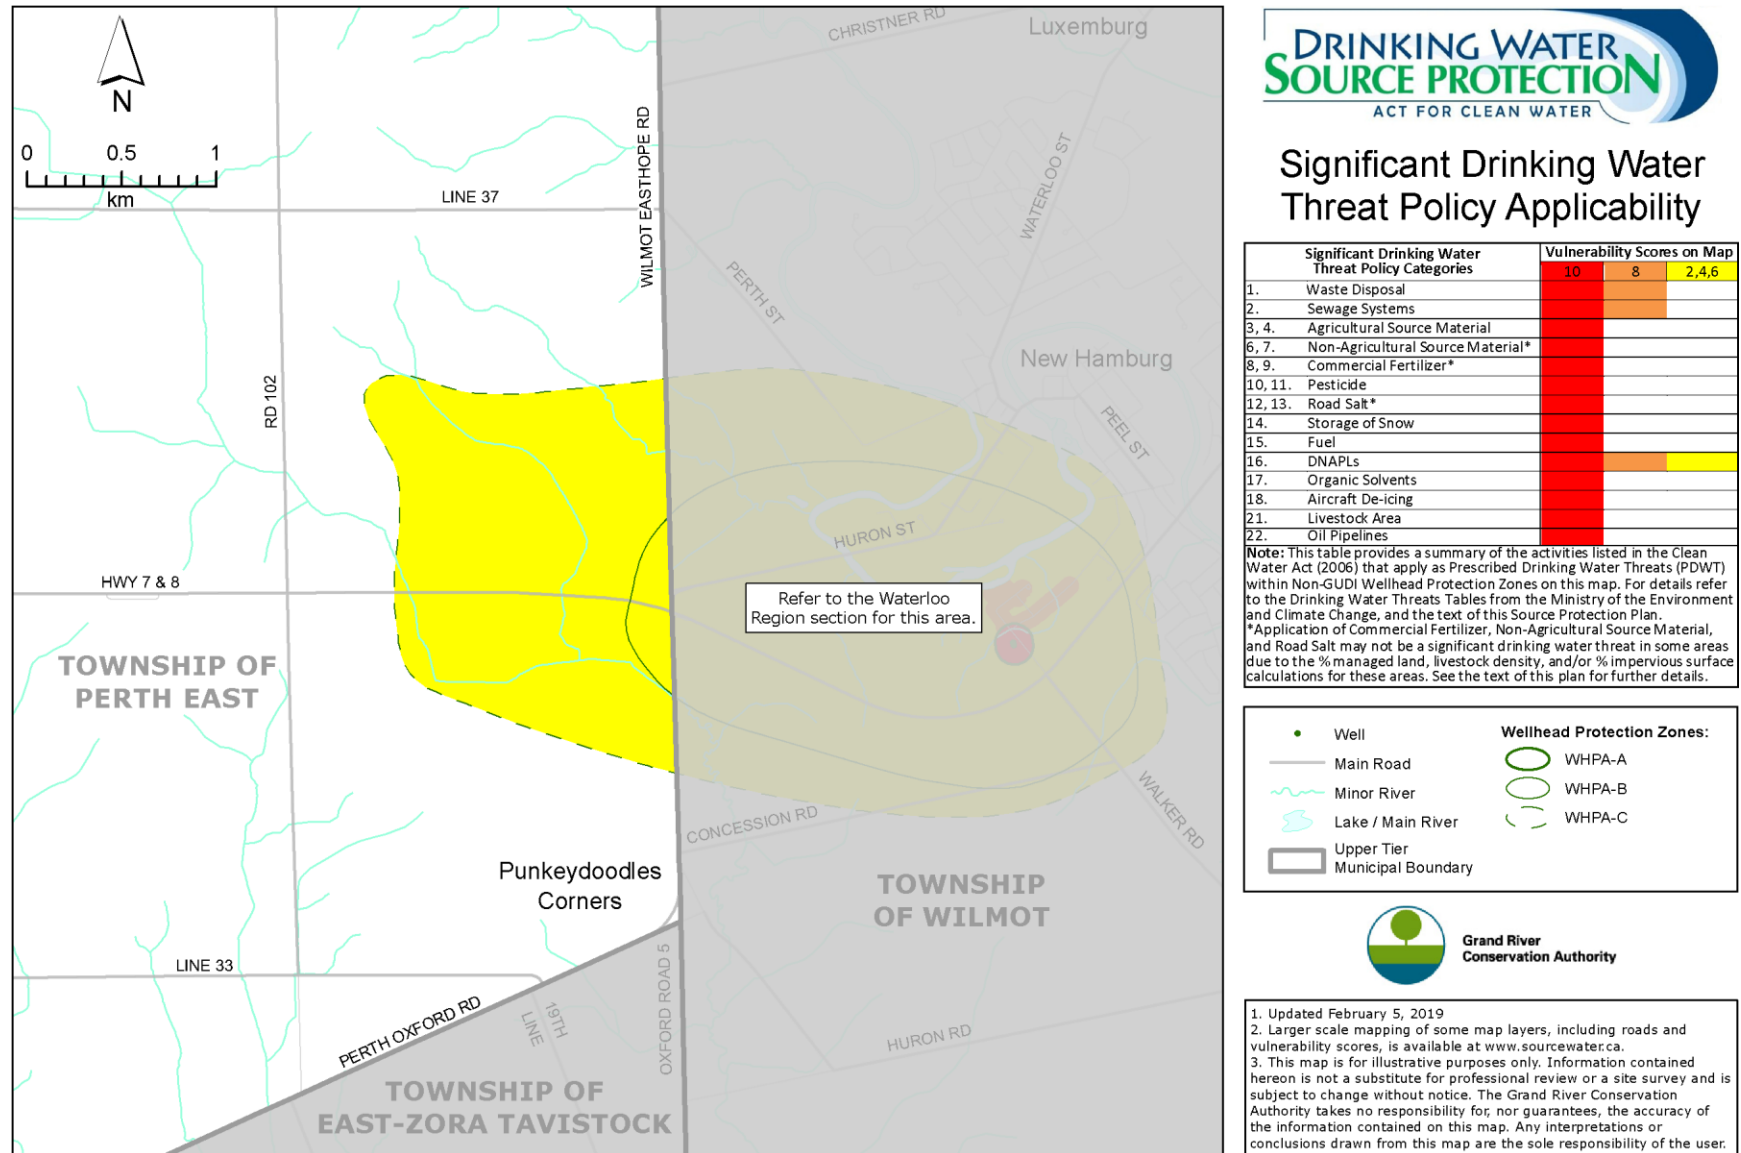 CHRISTNER RD
Luxemburg
N
0 0.5 1
km
WILMOT EASTHOPE RD
WATERLOO ST
LINE 37
PERTH ST
New Hamburg
RD 102
PEEL ST
HURON ST
HWY 7 & 8
Refer to the Waterloo
Region section for this area.
TOWNSHIP OF
PERTH EAST
WALKER RD
CONCESSION RD
Punkeydoodles
Corners
TOWNSHIP
OF WILMOT
LINE 33
OXFORD ROAD 5
19TH
LINE
PERTH OXFORD RD
HURON RD
TOWNSHIP OF
EAST-ZORA TAVISTOCK
DRINKING WATER
SOURCE PROTECTION
ACT FOR CLEAN WATER
Significant Drinking Water
Threat Policy Applicability
Significant Drinking Water
Threat Policy Categories
Vulnerability Scores on Map
10 8 2,4,6
1. Waste Disposal
2. Sewage Systems
3, 4. Agricultural Source Material
6, 7. Non-Agricultural Source Material*
8, 9. Commercial Fertilizer*
10, 11. Pesticide
12, 13. Road Salt*
14. Storage of Snow
15. Fuel
16. DNAPLs
17. Organic Solvents
18. Aircraft De-icing
21. Livestock Area
22. Oil Pipelines
Note: This table provides a summary of the activities listed in the Clean
Water Act (2006) that apply as Prescribed Drinking Water Threats (PDWT)
within Non-GUDI Wellhead Protection Zones on this map. For details refer
to the Drinking Water Threats Tables from the Ministry of the Environment
and Climate Change, and the text of this Source Protection Plan.
*Application of Commercial Fertilizer, Non-Agricultural Source Material,
and Road Salt may not be a significant drinking water threat in some areas
due to the % managed land, livestock density, and/or % impervious surface
calculations for these areas. See the text of this plan for further details.
Well
Main Road
Minor River
Lake / Main River
Upper Tier
Municipal Boundary
Wellhead Protection Zones:
WHPA-A
WHPA-B
WHPA-C
Grand River
Conservation Authority
1. Updated February 5, 2019
2. Larger scale mapping of some map layers, including roads and
vulnerability scores, is available at www.sourcewater.ca.
3. This map is for illustrative purposes only. Information contained
hereon is not a substitute for professional review or a site survey and is
subject to change without notice. The Grand River Conservation
Authority takes no responsibility for, nor guarantees, the accuracy of
the information contained on this map. Any interpretations or
conclusions drawn from this map are the sole responsibility of the user.